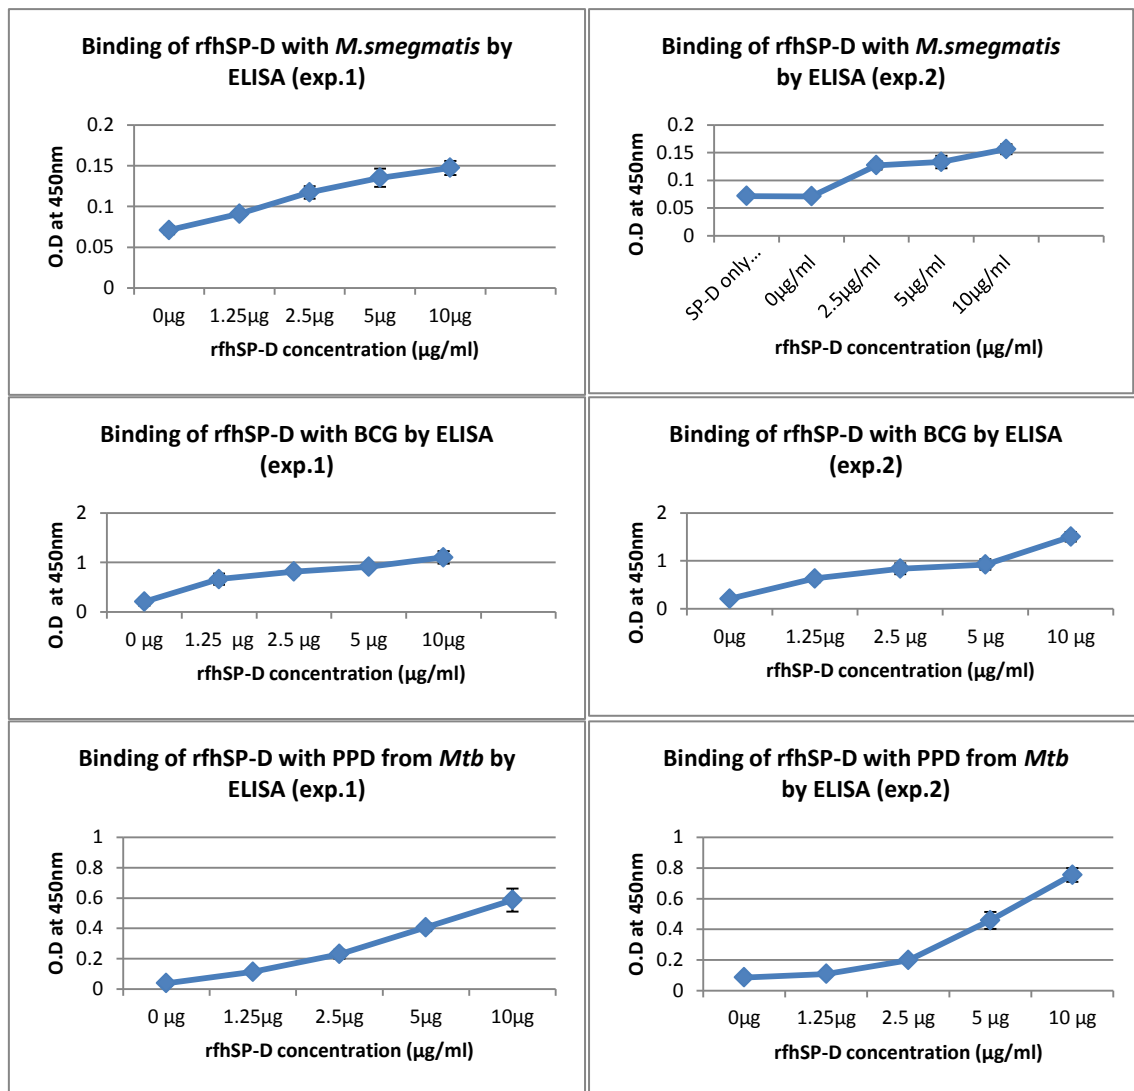 Binding of rfhSP-D with M.smegmatis by
ELISA (exp.1)
0.2
0.15
0.1
0.05
0
O.D at 450nm
0µg 1.25µg 2.5µg 5µg 10µg
rfhSP-D concentration (µg/ml)
Binding of rfhSP-D with M.smegmatis
by ELISA (exp.2)
0.2
0.15
0.1
0.05
0
O.D at 450nm
SP-D only... 0µg/ml 2.5µg/ml 5µg/ml 10µg/ml
rfhSP-D concentration (µg/ml)
Binding of rfhSP-D with BCG by ELISA
(exp.1)
2
1
0
O.D at 450nm
0 µg 1.25 µg 2.5 µg 5 µg 10µg
rfhSP-D concentration (µg/ml)
Binding of rfhSP-D with BCG by ELISA
(exp.2)
2
1
0
O.D at 450nm
0µg 1.25µg 2.5 µg 5 µg 10 µg
rfhSP-D concentration (µg/ml)
Binding of rfhSP-D with PPD from Mtb by
ELISA (exp.1)
1
0.8
0.6
0.4
0.2
0
O.D at 450nm
0 µg 1.25µg 2.5µg 5µg 10µg
rfhSP-D concentration (µg/ml)
Binding of rfhSP-D with PPD from Mtb
by ELISA (exp.2)
1
0.8
0.6
0.4
0.2
0
O.D at 450nm
0µg 1.25µg 2.5 µg 5 µg 10 µg
rfhSP-D concentration (µg/ml)